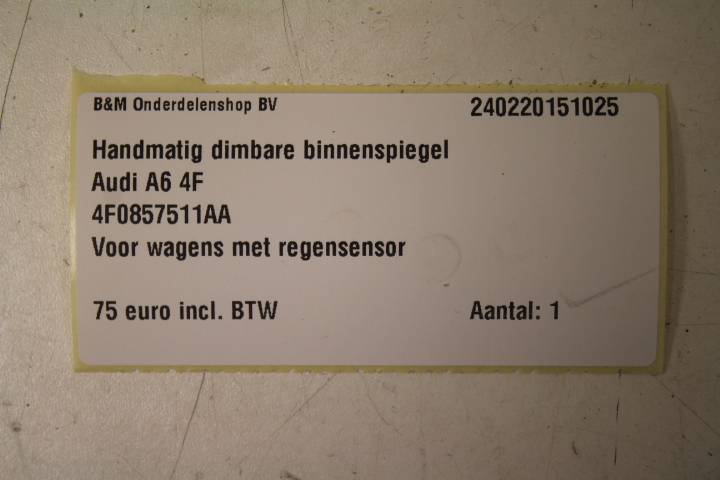 B&M Onderdelenshop BV 240220151025
Handmatig dimbare binnenspiegel
Audi A6 4F
4F0857511AA
Voor wagens met regensensor
75 euro incl. BTW Aantal: 1